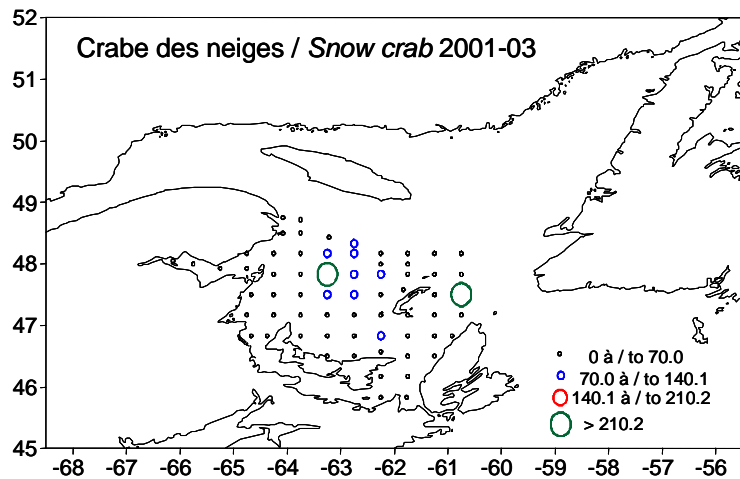 52
Crabe des neiges / Snow crab 2001-03
51
50
49
48
47
46
45
0 à / to 70.0
70.0 à / to 140.1
140.1 à / to 210.2
> 210.2
-68 -67 -66 -65 -64 -63 -62 -61 -60 -59 -58 -57 -56